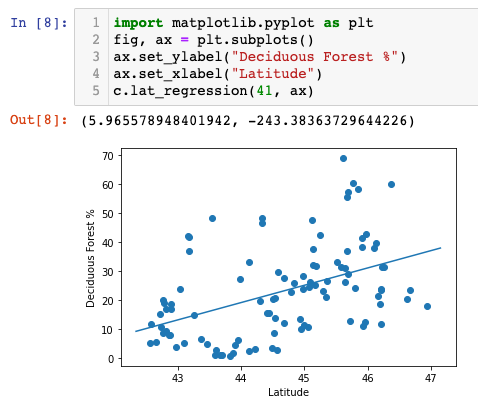 In [8]:
1 import matplotlib.pyplot as plt
2 fig, ax = plt.subplots()
3 ax.set_ylabel("Deciduous Forest %")
4 ax.set_xlabel("Latitude")
5 c.lat_regression(41, ax)
Out[8]: (5.965578948401942, -243.38363729644226)
70
60
50
40
30
20
10
0
Deciduous Forest %
43 44 45 46 47
Latitude